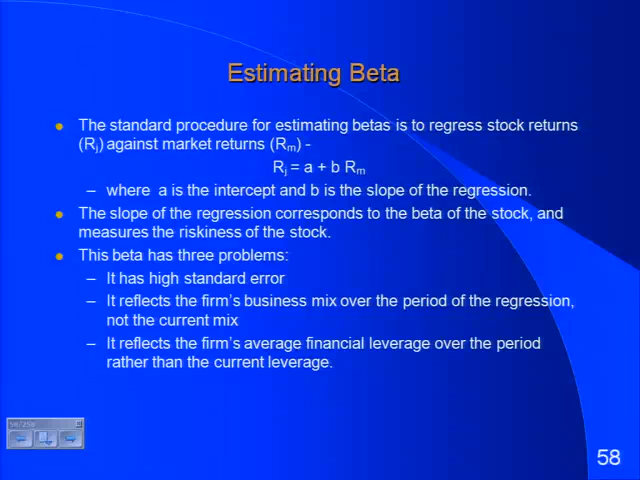 Estimating Beta
● The standard procedure for estimating betas is to regress stock returns
(Rj) against market returns (Rm) -
Rj = a + b Rm
– where a is the intercept and b is the slope of the regression.
● The slope of the regression corresponds to the beta of the stock, and
measures the riskiness of the stock.
● This beta has three problems:
– It has high standard error
– It reflects the firm's business mix over the period of the regression,
not the current mix
– It reflects the firm's average financial leverage over the period
rather than the current leverage.
58